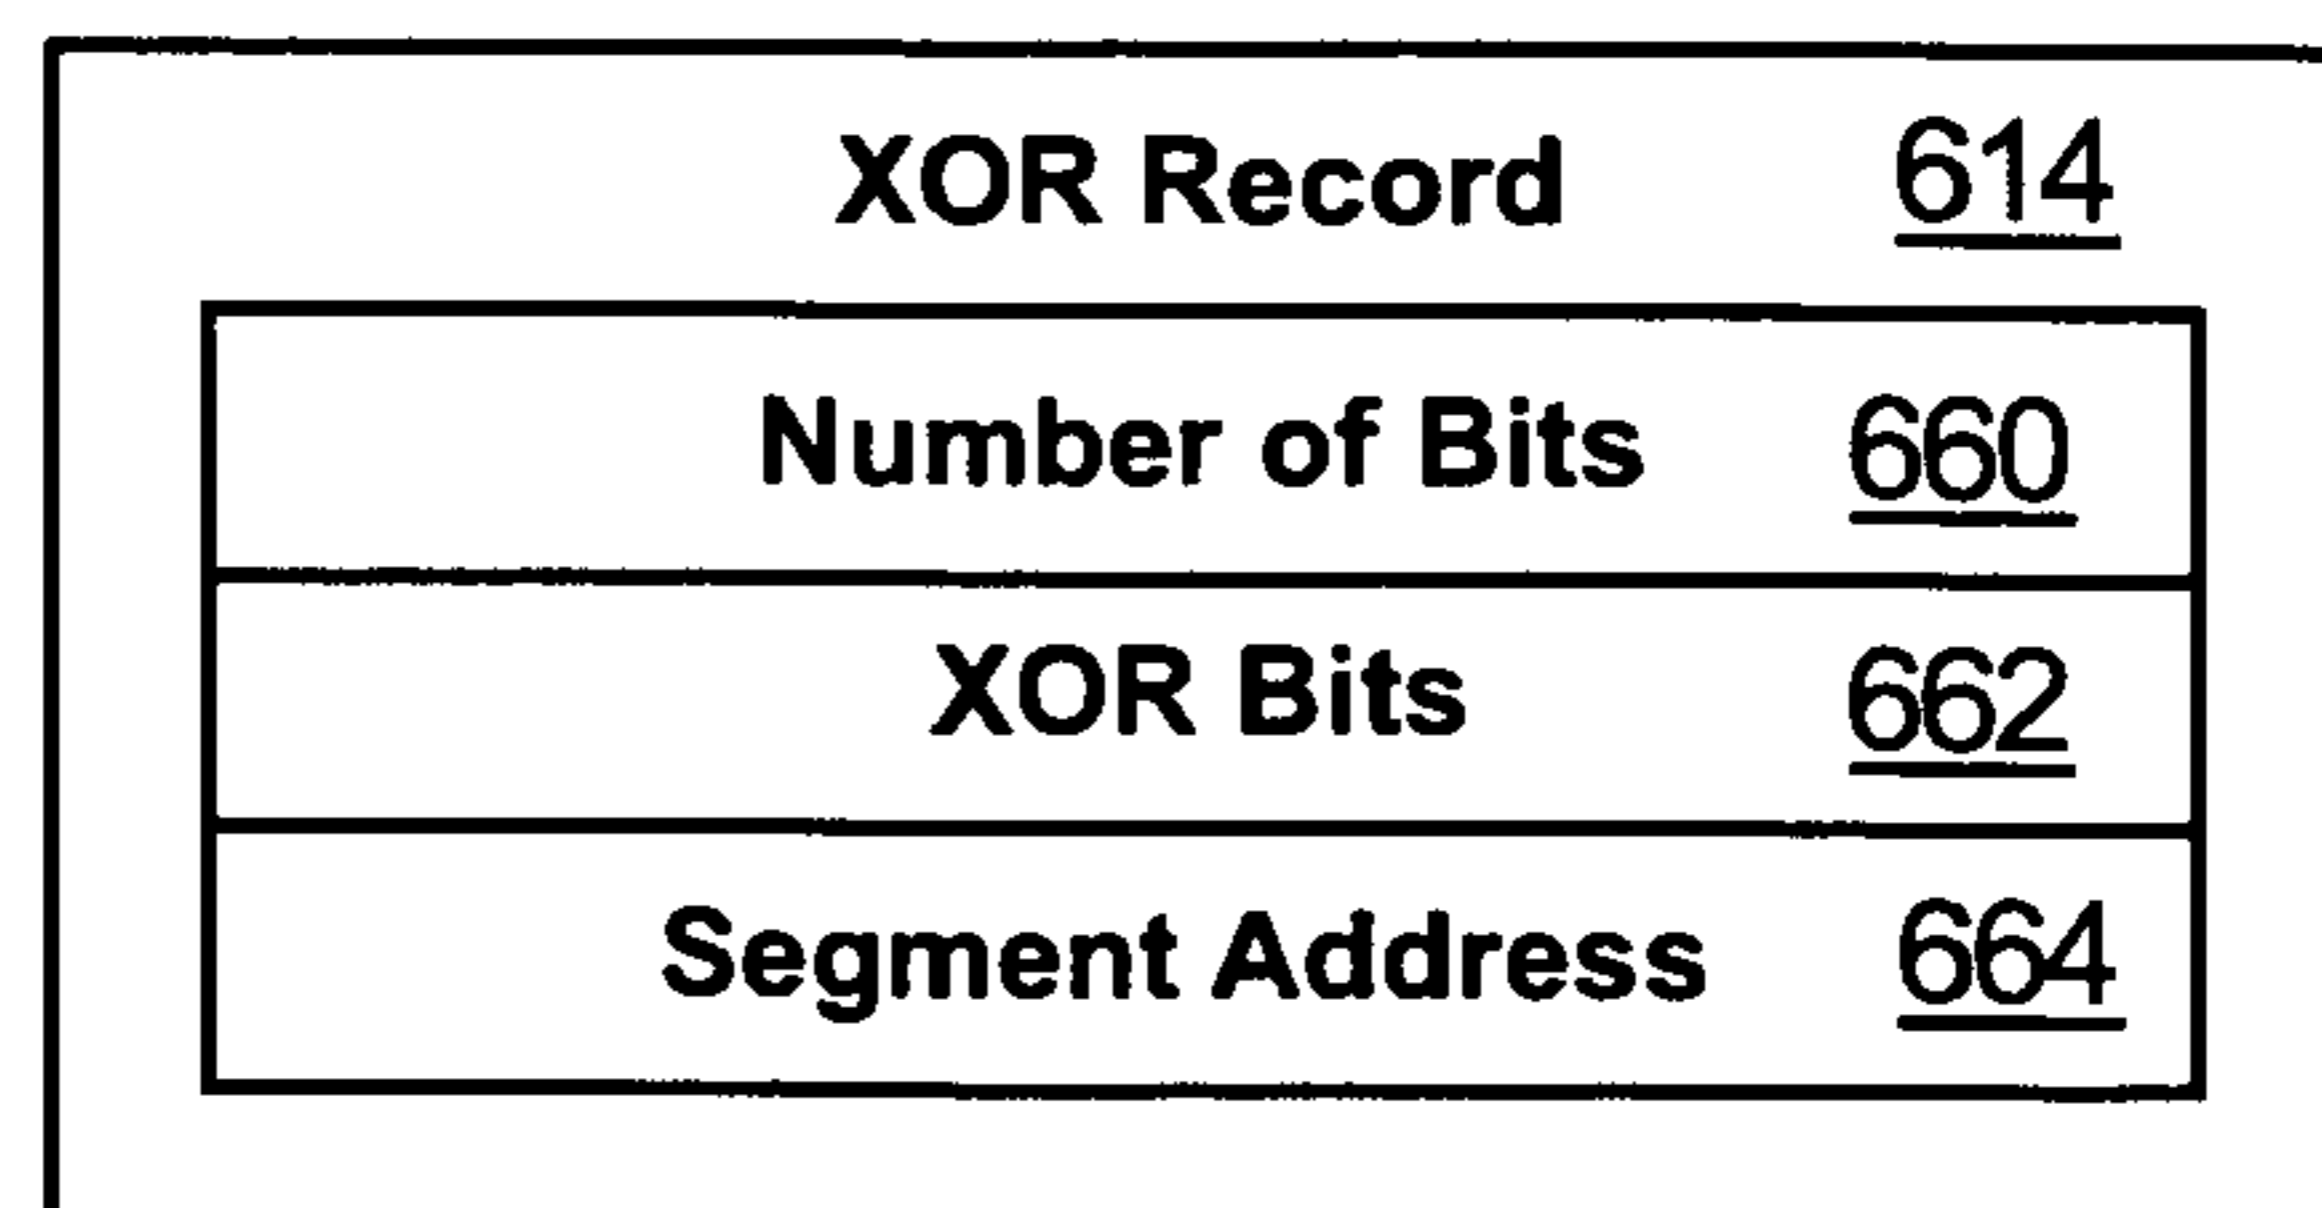 XOR Record 614
Number of Bits 660
XOR Bits 662
Segment Address 664